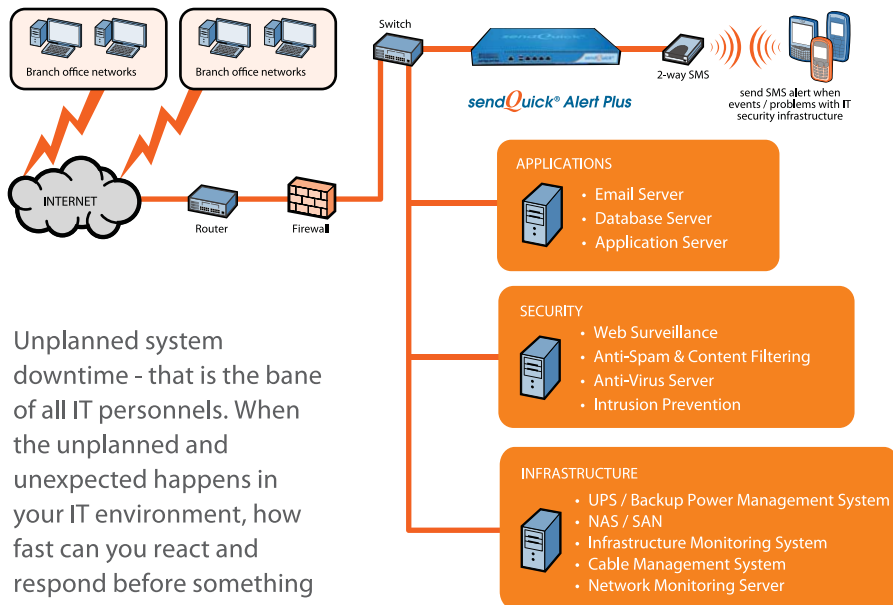 Branch office networks
Branch office networks
Switch
sendQuick
sendQuick® Alert Plus
2-way SMS
send SMS alert when
events / problems with IT
security infrastructure
INTERNET
Router
Firewall
APPLICATIONS
• Email Server
• Database Server
• Application Server
SECURITY
• Web Surveillance
• Anti-Spam & Content Filtering
• Anti-Virus Server
• Intrusion Prevention
INFRASTRUCTURE
• UPS / Backup Power Management System
• NAS / SAN
• Infrastructure Monitoring System
• Cable Management System
• Network Monitoring Server
Unplanned system
downtime - that is the bane
of all IT personnels. When
the unplanned and
unexpected happens in
your IT environment, how
fast can you react and
respond before something